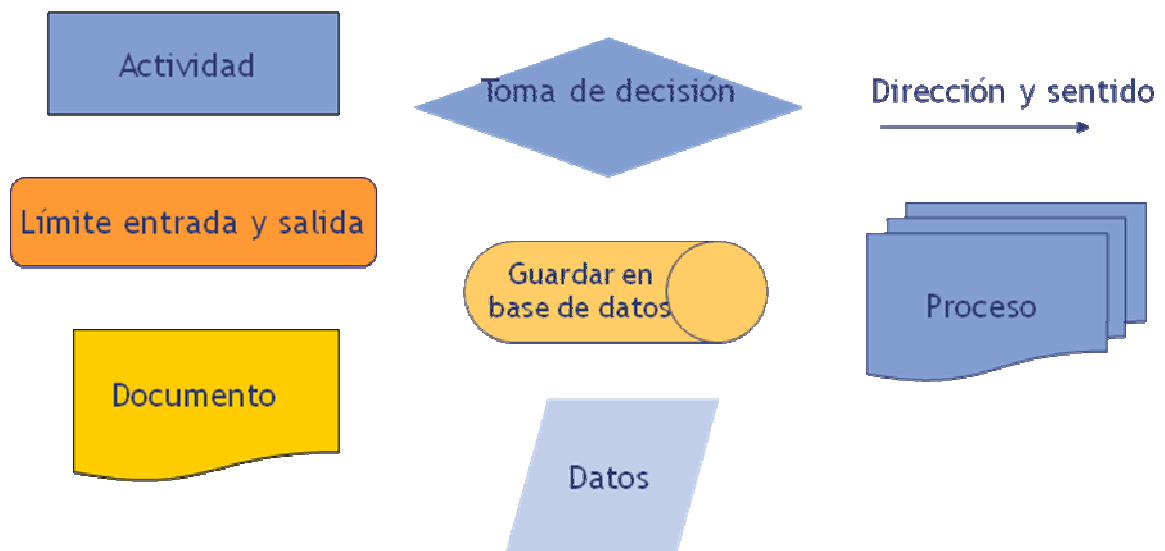 Actividad
Toma de decisión
Dirección y sentido
Límite entrada y salida
Guardar en
base de datos
Proceso
Documento
Datos